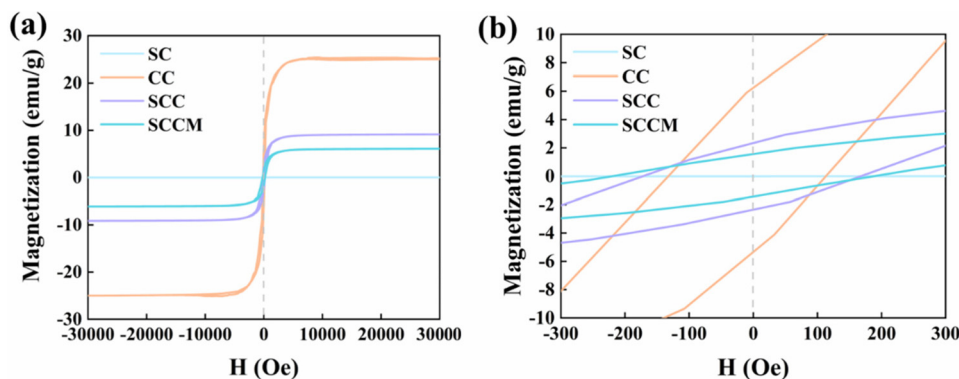 (a)
Magnetization (emu/g)
30
20
10
0
-10
-20
-30
SC
CC
SCC
SCCM
-30000 -20000 -10000 0 10000 20000 30000
H (Oe)
(b)
Magnetization (emu/g)
10
8
6
4
2
0
-2
-4
-6
-8
-10
SC
CC
SCC
SCCM
-300 -200 -100 0 100 200 300
H (Oe)